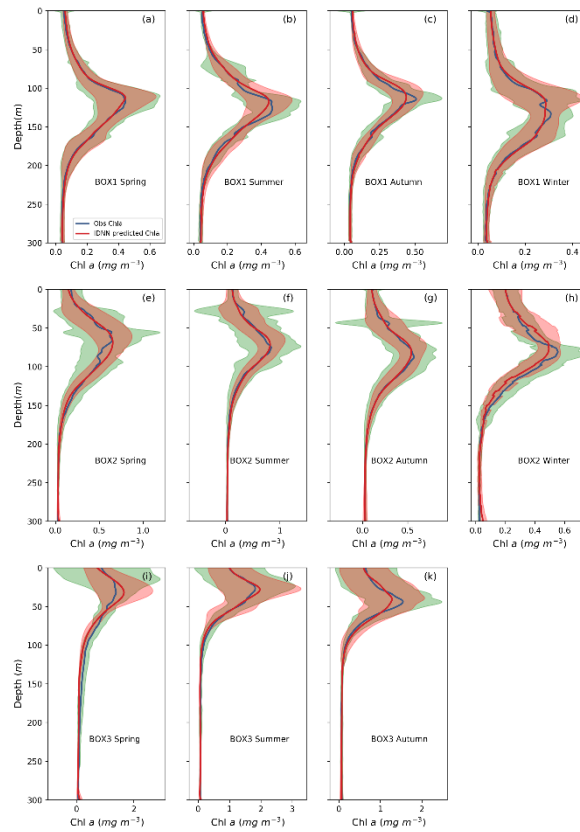 (a) (b) (c) (d)
0
50
100
150
200
250
300
Depth(m)
BOX1 Spring BOX1 Summer BOX1 Autumn BOX1 Winter
Obs Chla
IDNN predicted Chla
0.0 0.2 0.4 0.6 0.0 0.2 0.4 0.6 0.00 0.25 0.50 0.0 0.2 0.4
Chl a (mg m⁻³) Chl a (mg m⁻³) Chl a (mg m⁻³) Chl a (mg m⁻³)
(e) (f) (g) (h)
0
50
100
150
200
250
300
Depth(m)
BOX2 Spring BOX2 Summer BOX2 Autumn BOX2 Winter
0.0 0.5 1.0 0 1 0.0 0.5 0.0 0.2 0.4 0.6
Chl a (mg m⁻³) Chl a (mg m⁻³) Chl a (mg m⁻³) Chl a (mg m⁻³)
(i) (j) (k)
0
50
100
150
200
250
300
Depth (m)
BOX3 Spring BOX3 Summer BOX3 Autumn
0 2 0 1 2 3 0 1 2
Chl a (mg m⁻³) Chl a (mg m⁻³) Chl a (mg m⁻³)